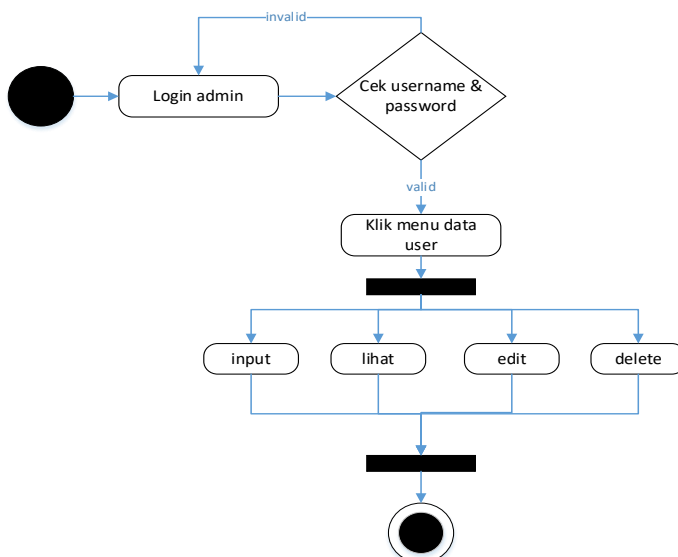 invalid
Login admin
Cek username &
password
valid
Klik menu data
user
input
lihat
edit
delete